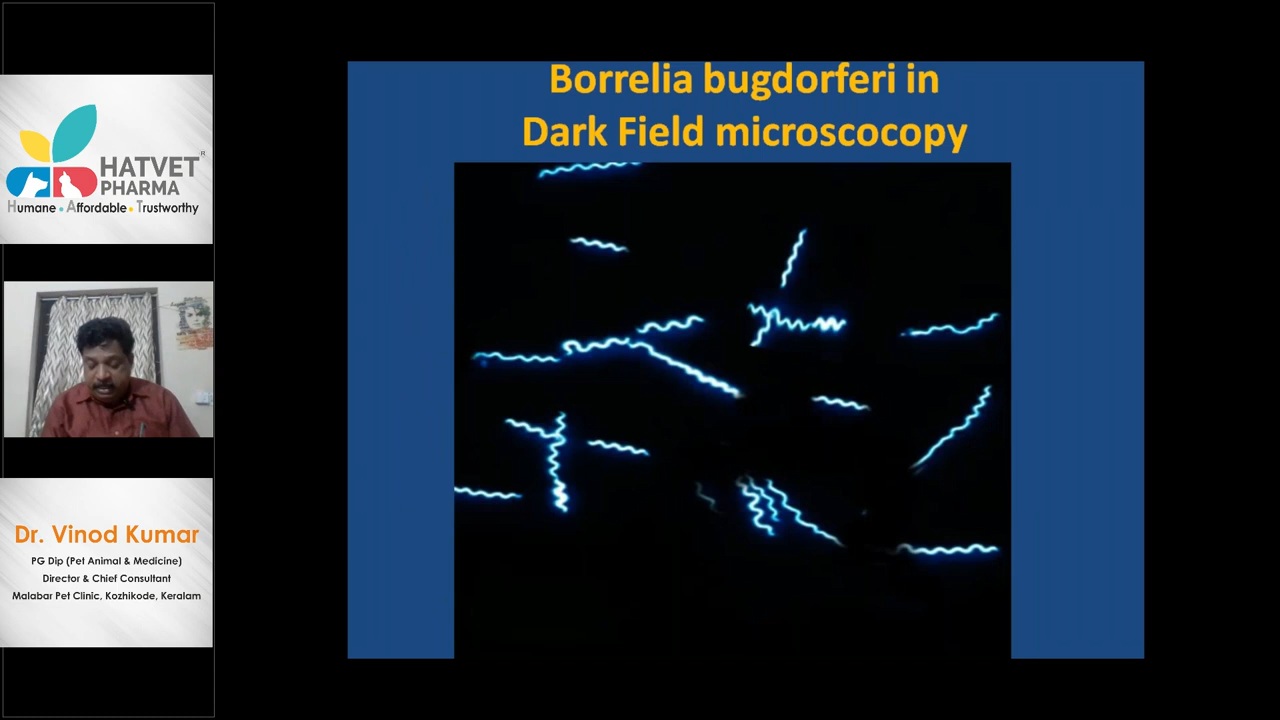 HATVET®
PHARMA
Humane • Affordable • Trustworthy
Dr. Vinod Kumar
PG Dip (Pet Animal & Medicine)
Director & Chief Consultant
Malabar Pet Clinic, Kozhikode, Keralam
Borrelia bugdorferi in
Dark Field microscocopy